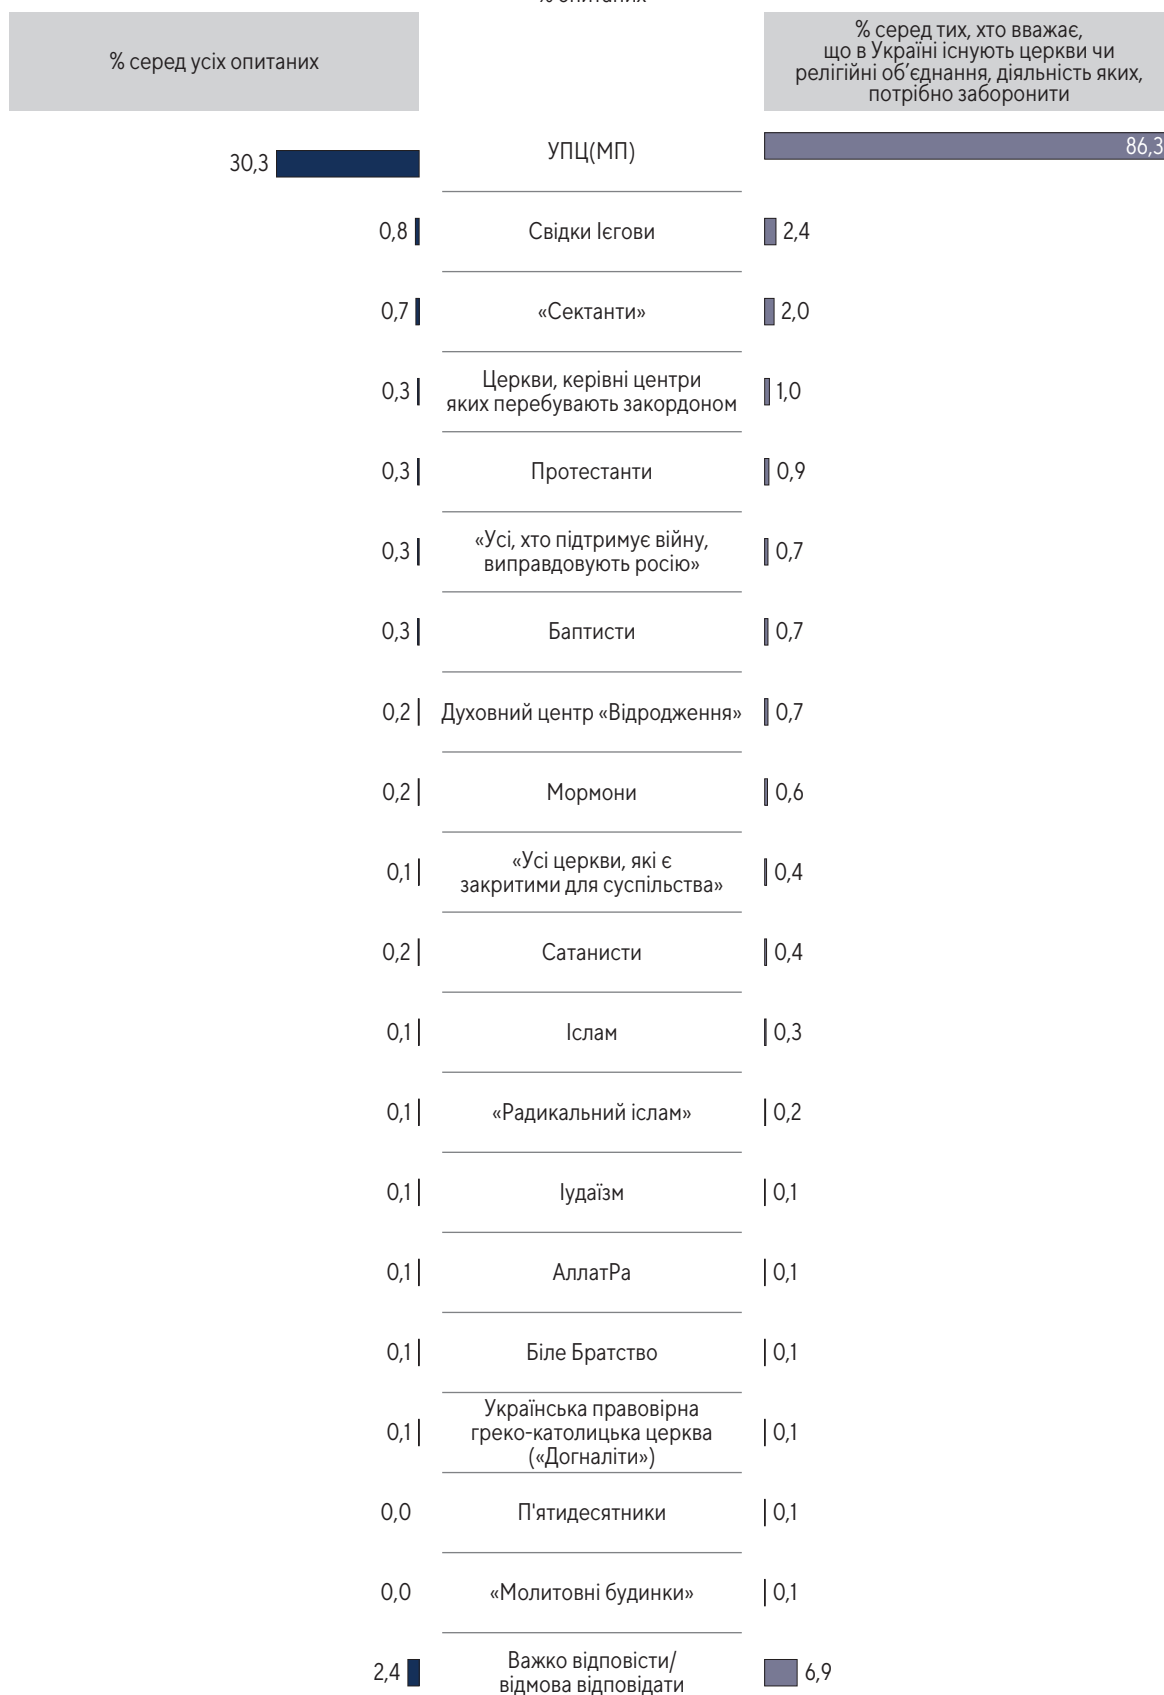 % опитаних
% серед усіх опитаних
% серед тих, хто вважає,
що в Україні існують церкви чи
релігійні об’єднання, діяльність яких,
потрібно заборонити
30,3 УПЦ(МП) 86,3
0,8 Свідки Ієгови 2,4
0,7 «Сектанти» 2,0
0,3 Церкви, керівні центри
яких перебувають закордоном 1,0
0,3 Протестанти 0,9
0,3 «Усі, хто підтримує війну,
виправдовують росію» 0,7
0,3 Баптисти 0,7
0,2 Духовний центр «Відродження» 0,7
0,2 Мормони 0,6
0,1 «Усі церкви, які є
закритими для суспільства» 0,4
0,2 Сатанисти 0,4
0,1 Іслам 0,3
0,1 «Радикальний іслам» 0,2
0,1 Іудаїзм 0,1
0,1 АллатРа 0,1
0,1 Біле Братство 0,1
0,1 Українська правовірна
греко-католицька церква
(«Догналіти») 0,1
0,0 П'ятидесятники 0,1
0,0 «Молитовні будинки» 0,1
2,4 Важко відповісти/
відмова відповідати 6,9